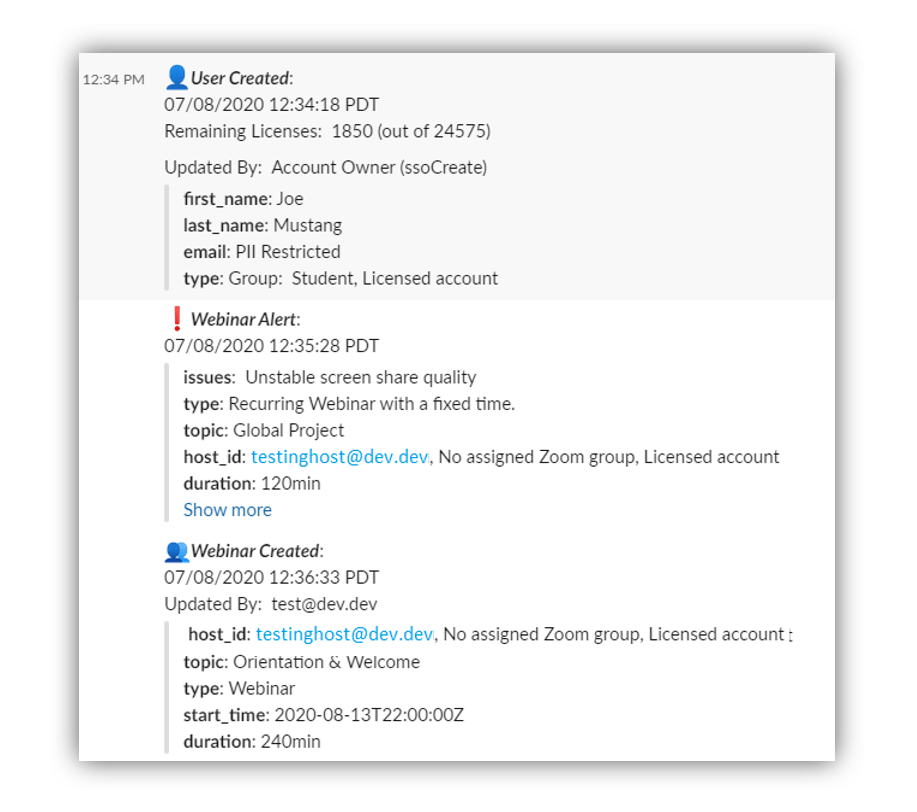 12:34 PM User Created:
07/08/2020 12:34:18 PDT
Remaining Licenses: 1850 (out of 24575)
Updated By: Account Owner (ssoCreate)
first_name: Joe
last_name: Mustang
email: PII Restricted
type: Group: Student, Licensed account
Webinar Alert:
07/08/2020 12:35:28 PDT
issues: Unstable screen share quality
type: Recurring Webinar with a fixed time.
topic: Global Project
host_id: testinghost@dev.dev, No assigned Zoom group, Licensed account
duration: 120min
Show more
Webinar Created:
07/08/2020 12:36:33 PDT
Updated By: test@dev.dev
host_id: testinghost@dev.dev, No assigned Zoom group, Licensed account
topic: Orientation & Welcome
type: Webinar
start_time: 2020-08-13T22:00:00Z
duration: 240min